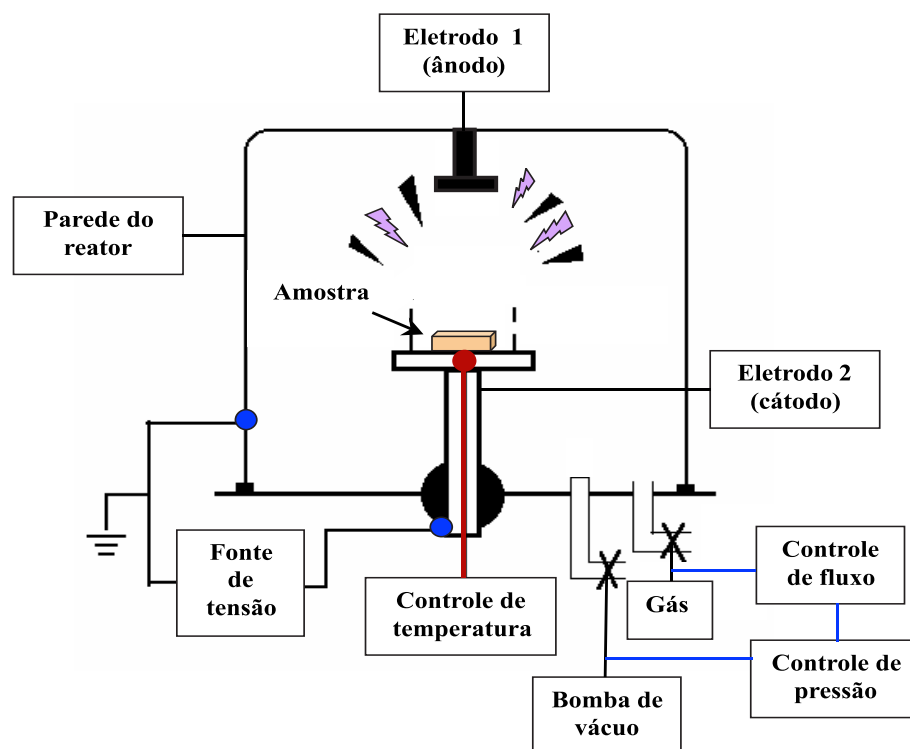 Eletrodo 1
(ânodo)
Parede do
reator
Amostra
Eletrodo 2
(cátodo)
Fonte
de
tensão
Controle de
temperatura
Gás
Controle
de fluxo
Bomba de
vácuo
Controle de
pressão